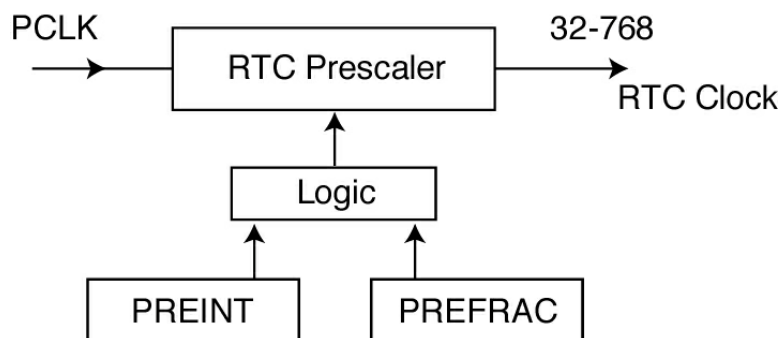 PCLK
32-768
RTC Prescaler
RTC Clock
Logic
PREINT
PREFRAC